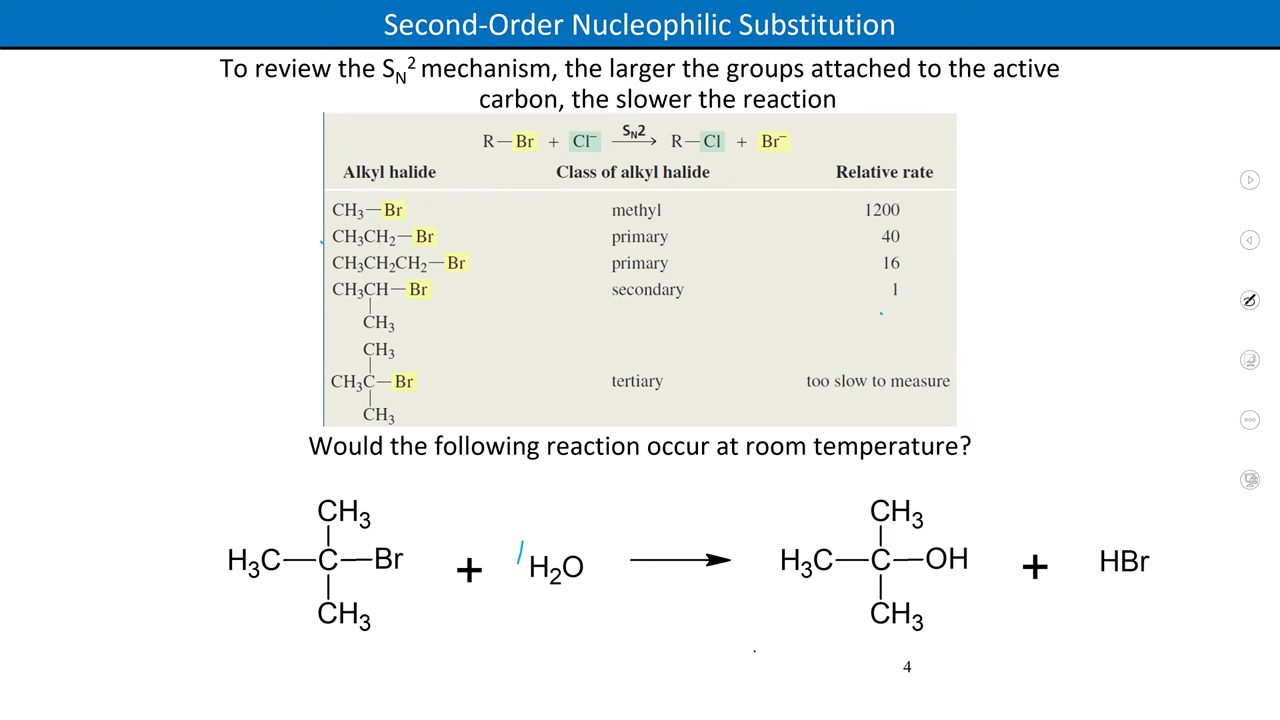 Second-Order Nucleophilic Substitution
To review the S_N^2 mechanism, the larger the groups attached to the active
carbon, the slower the reaction
R—Br + Cl⁻ S_N2 R—Cl + Br⁻
Alkyl halide Class of alkyl halide Relative rate
CH₃—Br methyl 1200
CH₃CH₂—Br primary 40
CH₃CH₂CH₂—Br primary 16
CH₃CH—Br secondary 1
CH₃
CH₃
CH₃C—Br tertiary too slow to measure
CH₃
Would the following reaction occur at room temperature?
CH₃ CH₃
H₃C—C—Br + H₂O H₃C—C—OH + HBr
CH₃ CH₃
4